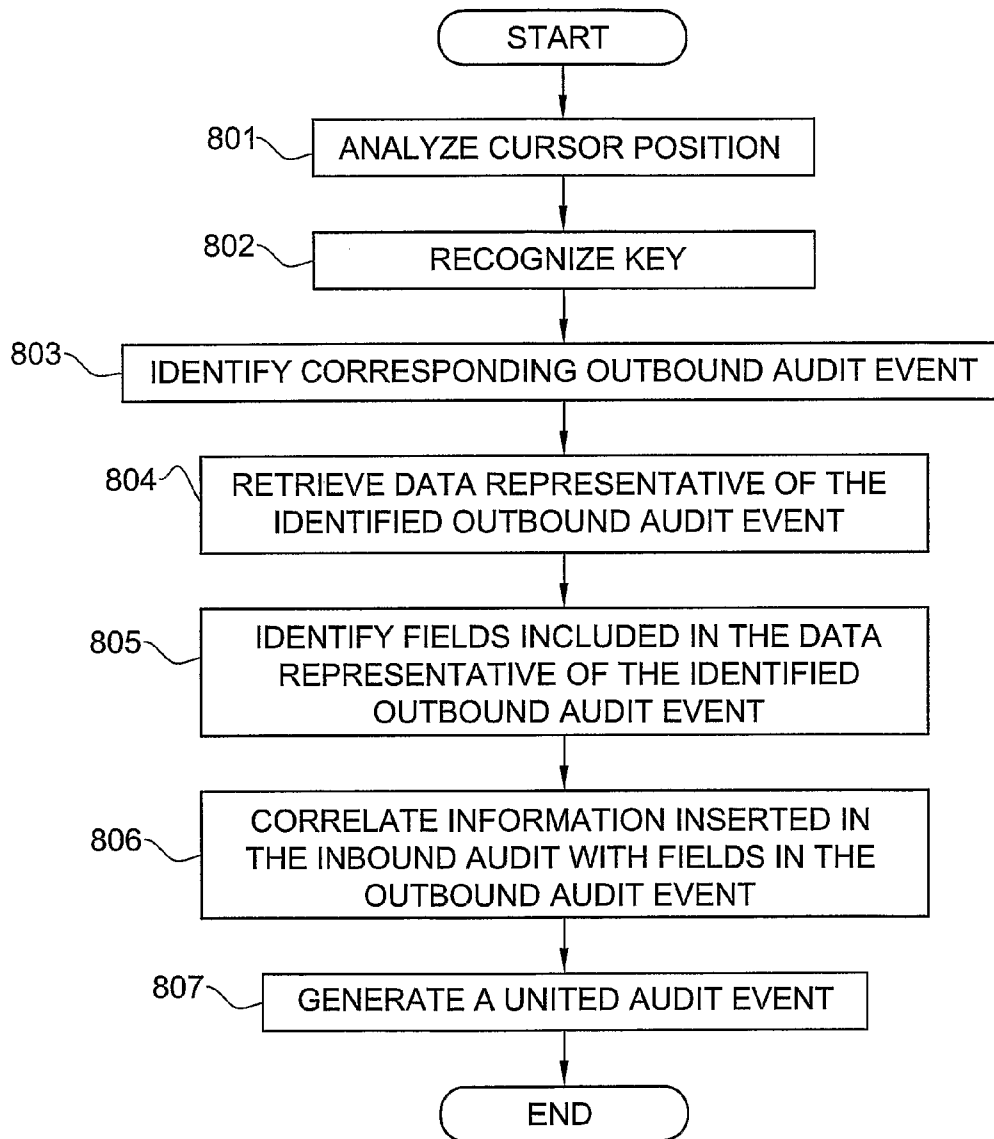 START
801
ANALYZE CURSOR POSITION
802
RECOGNIZE KEY
803
IDENTIFY CORRESPONDING OUTBOUND AUDIT EVENT
804
RETRIEVE DATA REPRESENTATIVE OF THE
IDENTIFIED OUTBOUND AUDIT EVENT
805
IDENTIFY FIELDS INCLUDED IN THE DATA
REPRESENTATIVE OF THE IDENTIFIED
OUTBOUND AUDIT EVENT
806
CORRELATE INFORMATION INSERTED IN
THE INBOUND AUDIT WITH FIELDS IN THE
OUTBOUND AUDIT EVENT
807
GENERATE A UNITED AUDIT EVENT
END